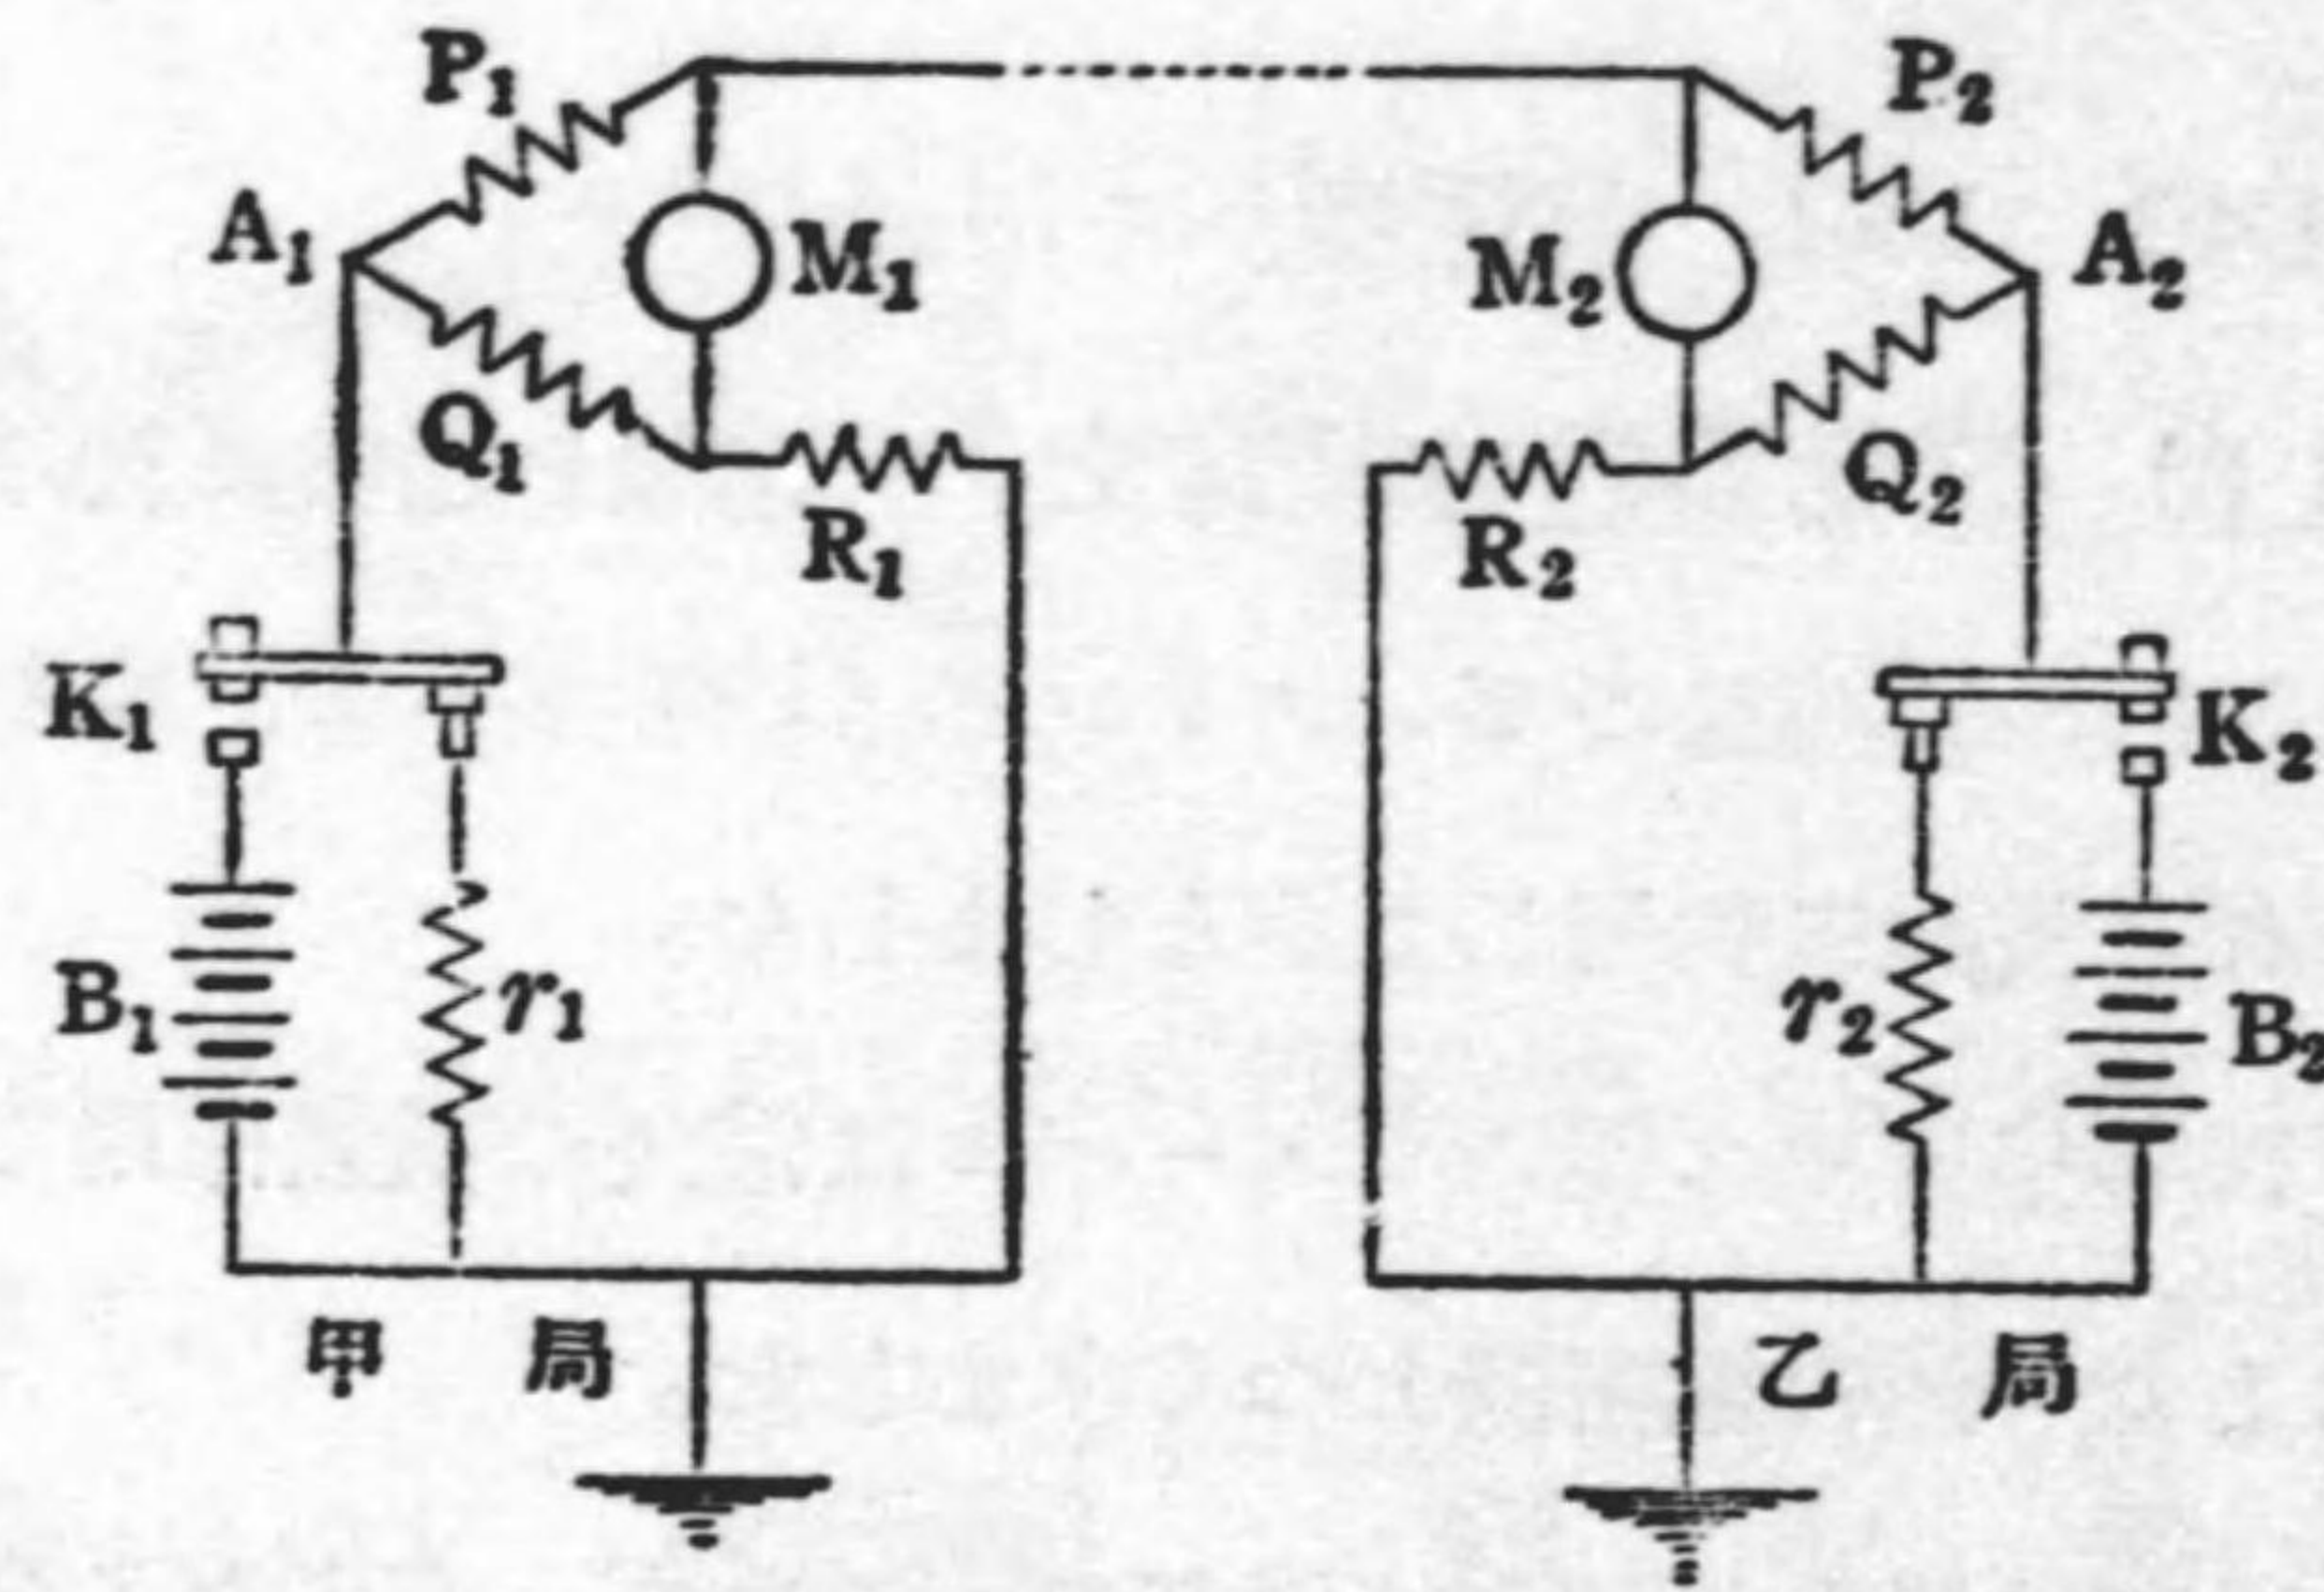 P₁ P₂
A₁ M₁ M₂ A₂
Q₁ Q₂
R₁ R₂
K₁ K₂
B₁ r₁ r₂ B₂
甲局 乙局